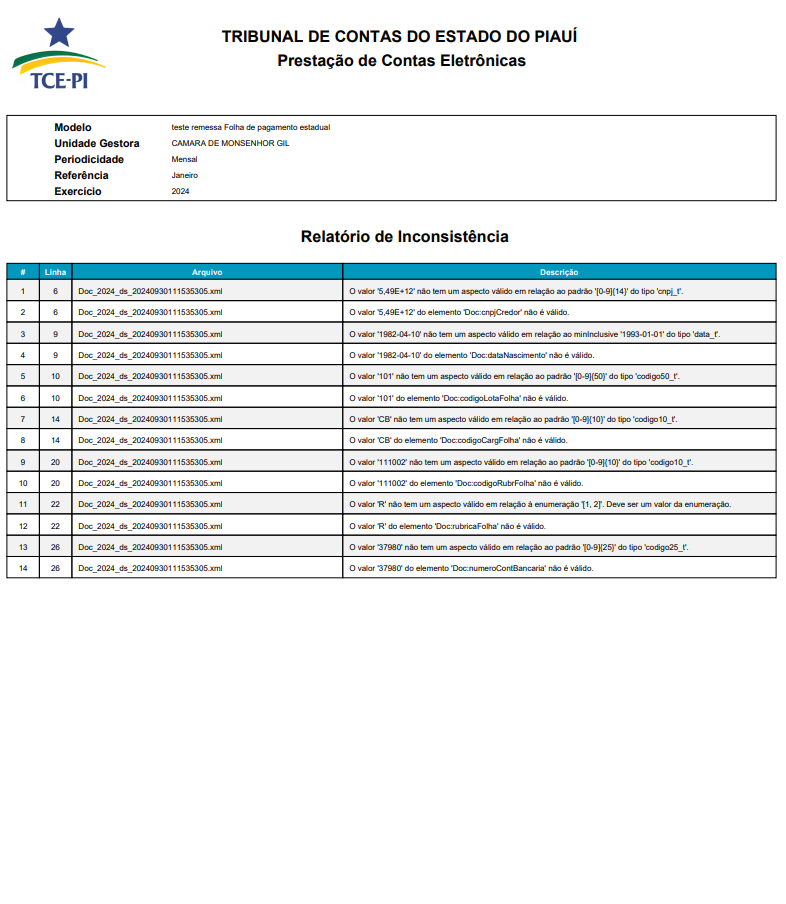 TRIBUNAL DE CONTAS DO ESTADO DO PIAUÍ
Prestação de Contas Eletrônicas
TCE-PI
Modelo teste remessa Folha de pagamento estadual
Unidade Gestora CAMARA DE MONSENHOR GIL
Periodicidade Mensal
Referência Janeiro
Exercício 2024
Relatório de Inconsistência
# Linha Arquivo Descrição
1 6 Doc_2024_ds_20240930111535305.xml O valor '5,49E+12' não tem um aspecto válido em relação ao padrão '[0-9]{14}' do tipo 'cnpj_t'.
2 6 Doc_2024_ds_20240930111535305.xml O valor '5,49E+12' do elemento 'Doc:cnpjCredor' não é válido.
3 9 Doc_2024_ds_20240930111535305.xml O valor '1982-04-10' não tem um aspecto válido em relação ao minInclusive '1993-01-01' do tipo 'data_t'.
4 9 Doc_2024_ds_20240930111535305.xml O valor '1982-04-10' do elemento 'Doc:dataNascimento' não é válido.
5 10 Doc_2024_ds_20240930111535305.xml O valor '101' não tem um aspecto válido em relação ao padrão '[0-9]{50}' do tipo 'codigo50_t'.
6 10 Doc_2024_ds_20240930111535305.xml O valor '101' do elemento 'Doc:codigoLotaFolha' não é válido.
7 14 Doc_2024_ds_20240930111535305.xml O valor 'CB' não tem um aspecto válido em relação ao padrão '[0-9]{10}' do tipo 'codigo10_t'.
8 14 Doc_2024_ds_20240930111535305.xml O valor 'CB' do elemento 'Doc:codigoCargFolha' não é válido.
9 20 Doc_2024_ds_20240930111535305.xml O valor '111002' não tem um aspecto válido em relação ao padrão '[0-9]{10}' do tipo 'codigo10_t'.
10 20 Doc_2024_ds_20240930111535305.xml O valor '111002' do elemento 'Doc:codigoRubrFolha' não é válido.
11 22 Doc_2024_ds_20240930111535305.xml O valor 'R' não tem um aspecto válido em relação à enumeração '[1, 2]'. Deve ser um valor da enumeração.
12 22 Doc_2024_ds_20240930111535305.xml O valor 'R' do elemento 'Doc:rubricaFolha' não é válido.
13 26 Doc_2024_ds_20240930111535305.xml O valor '37980' não tem um aspecto válido em relação ao padrão '[0-9]{25}' do tipo 'codigo25_t'.
14 26 Doc_2024_ds_20240930111535305.xml O valor '37980' do elemento 'Doc:numeroContBancaria' não é válido.